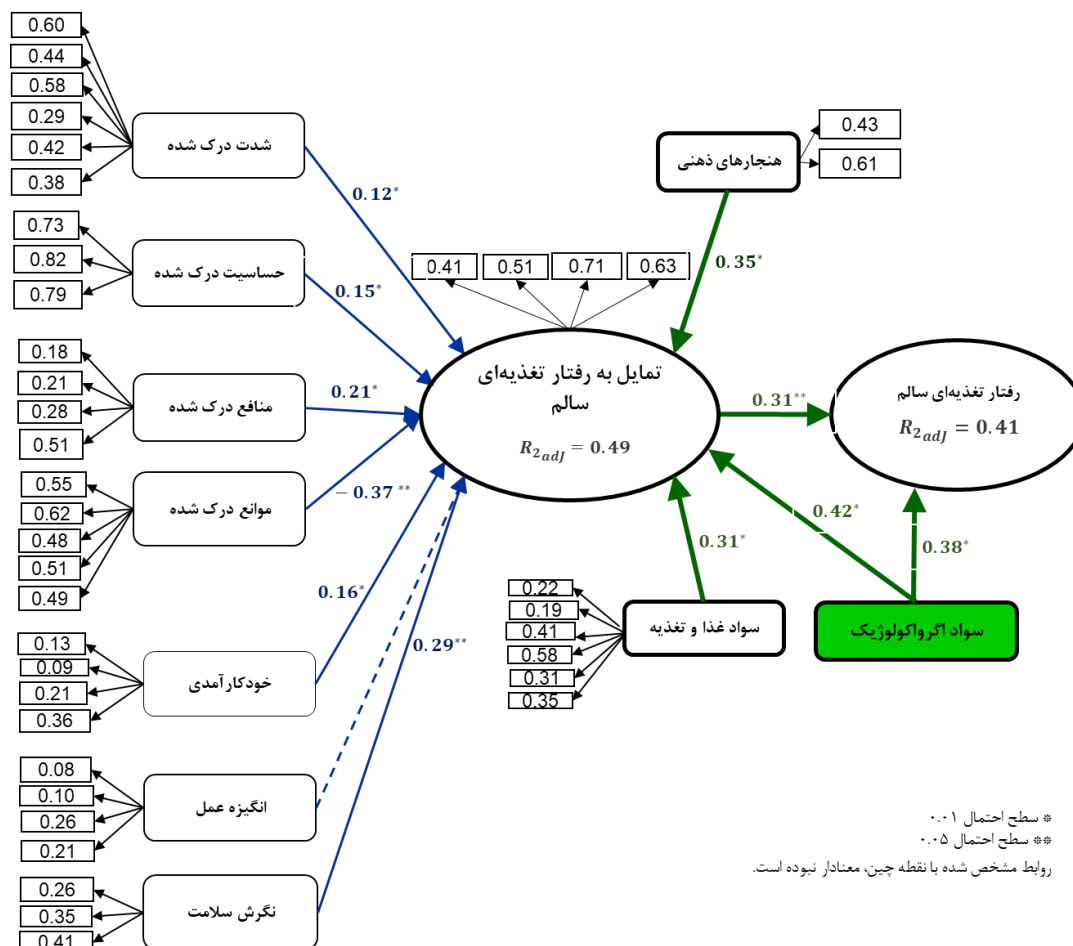 0.60
0.44
0.58
0.29
0.42
0.38
شدت درک شده
0.12*
0.73
0.82
0.79
حساسیت درک شده
0.15*
0.18
0.21
0.28
0.51
منافع درک شده
0.21*
0.55
0.62
0.48
0.51
0.49
موانع درک شده
− 0.37 **
0.13
0.09
0.21
0.36
خودکارآمدی
0.16*
0.08
0.10
0.26
0.21
انگیزه عمل
0.26
0.35
0.41
نگرش سلامت
0.29**
هنجارهای ذهنی
0.43
0.61
0.35*
0.41
0.51
0.71
0.63
تمایل به رفتار تغذیه‌ای
سالم
R2adj = 0.49
0.31**
رفتار تغذیه‌ای سالم
R2adj = 0.41
0.42*
0.38*
0.31*
0.22
0.19
0.41
0.58
0.31
0.35
سواد غذا و تغذیه
سواد اگرواکولوژیک
* سطح احتمال ۰.۰۱
** سطح احتمال ۰.۰۵
روابط مشخص شده با نقطه چین، معنادار نبوده است.